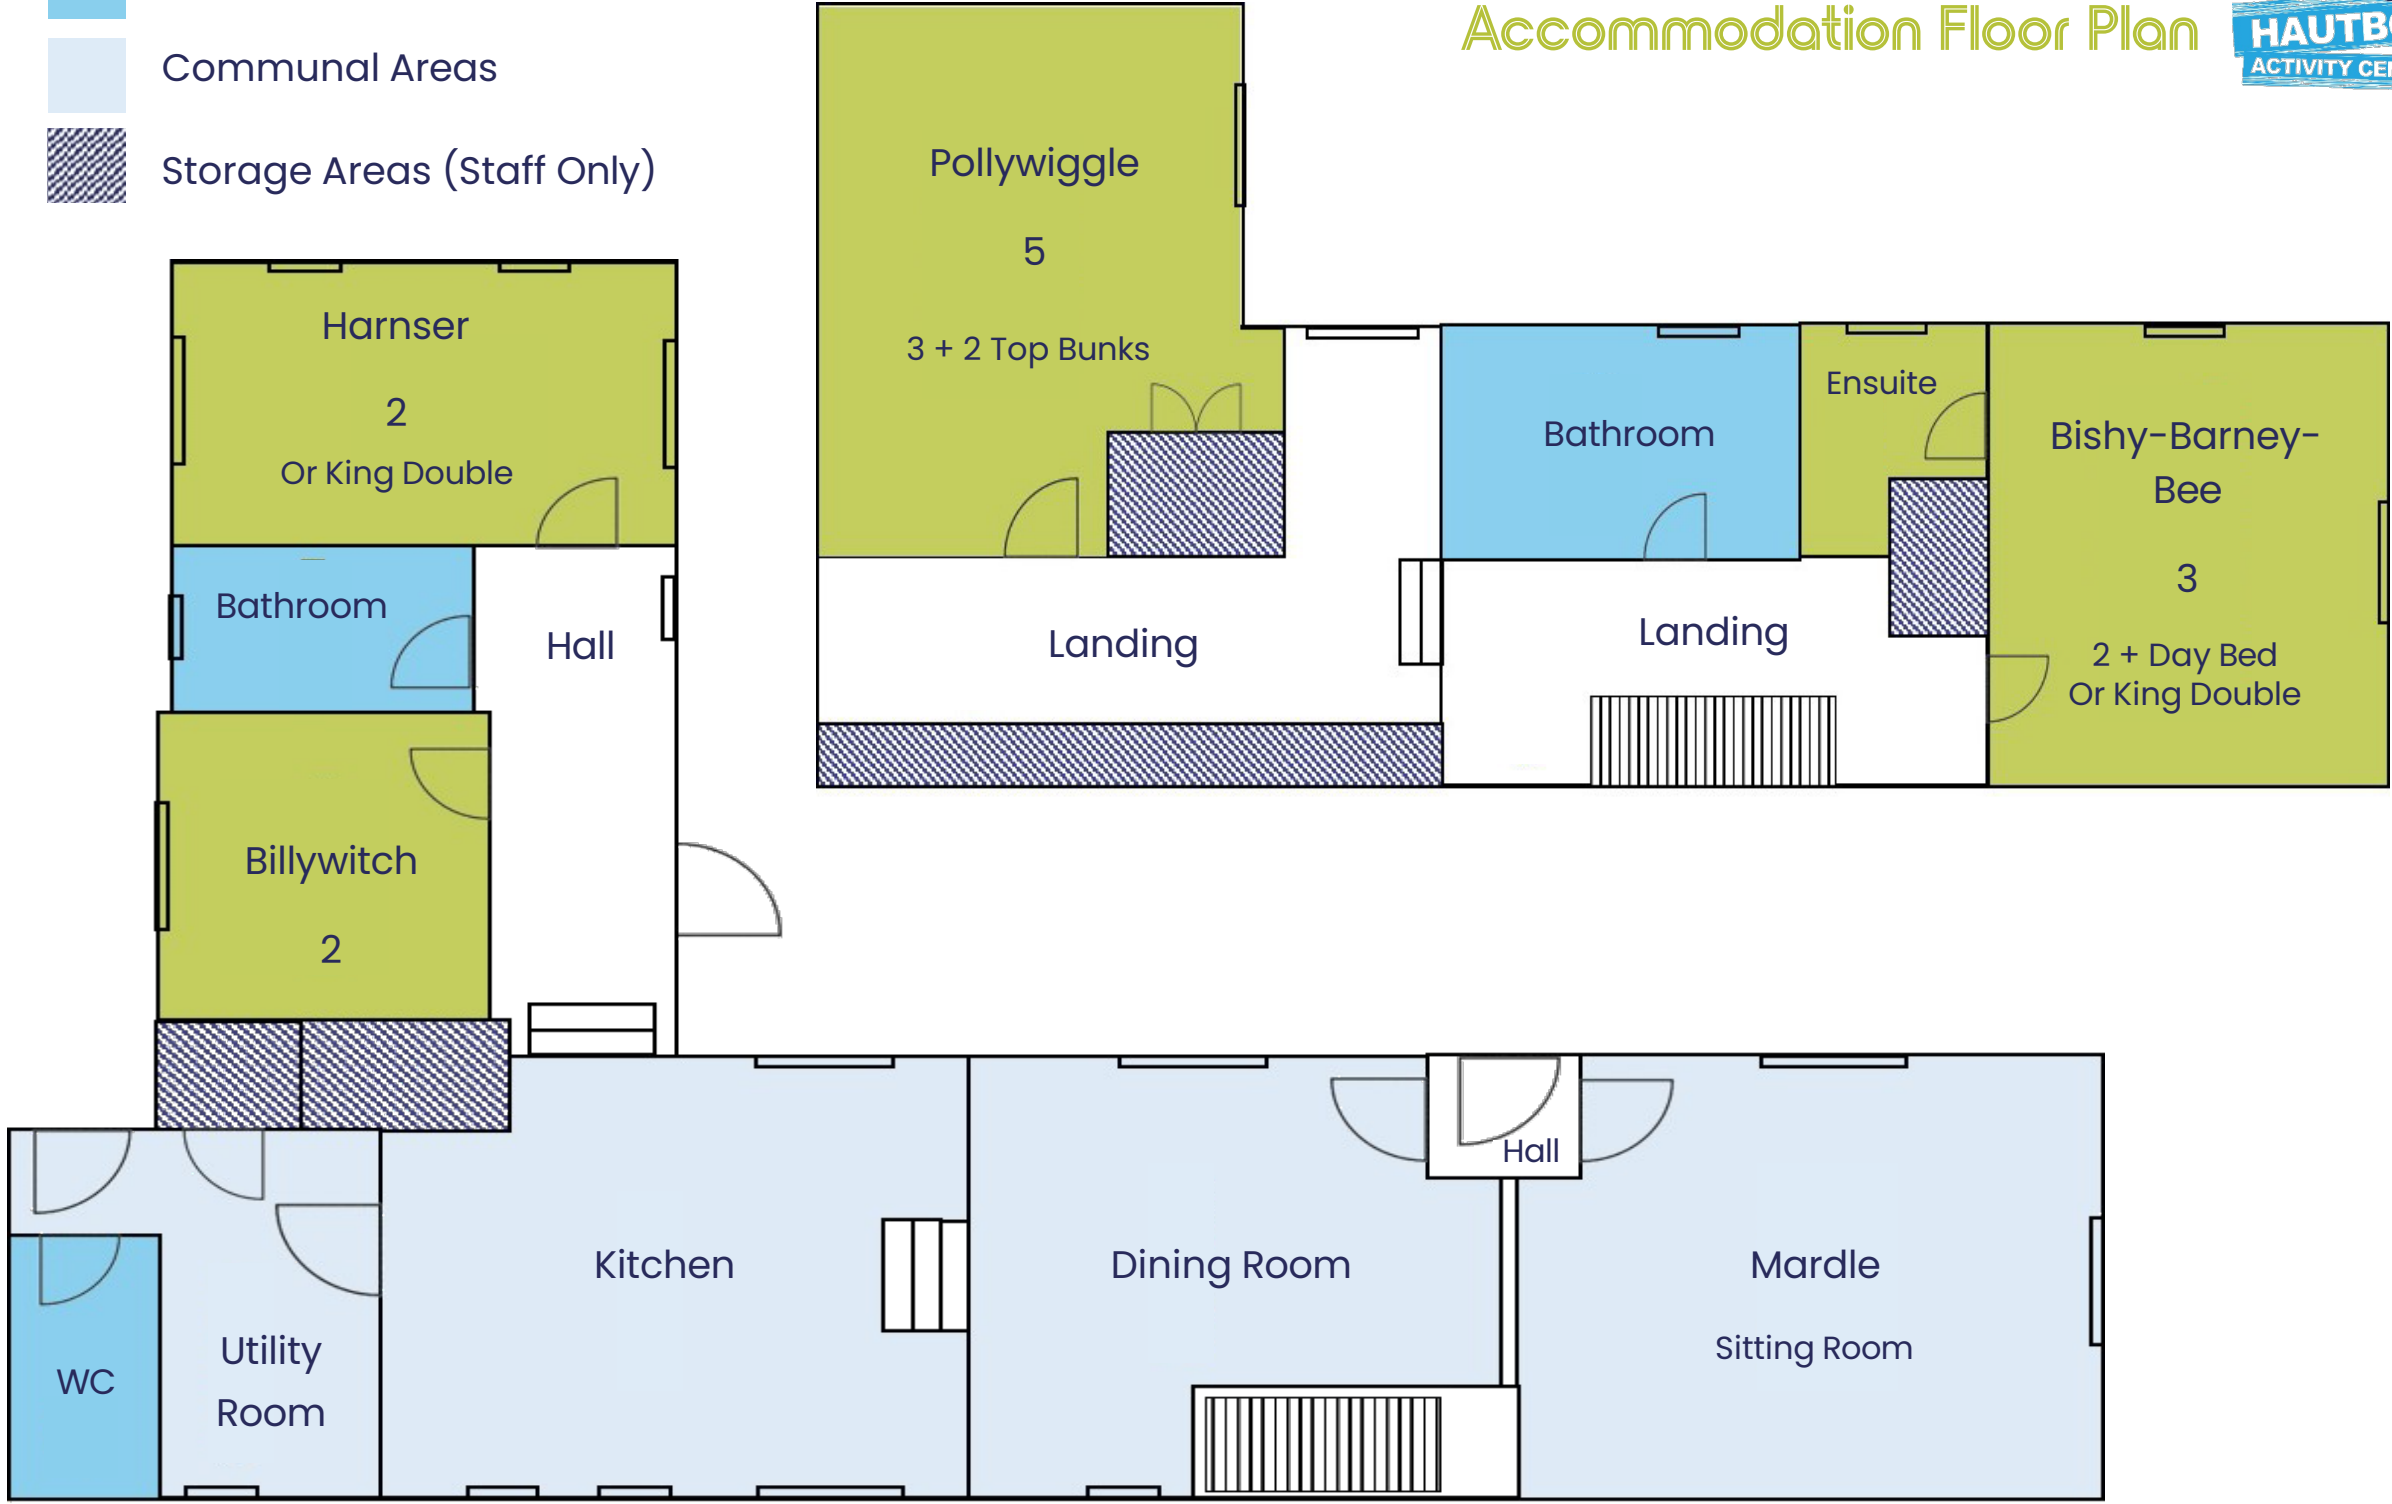 Accommodation Floor Plan
ACTIVITY
Communal Areas
Storage Areas (Staff Only)
Pollywiggle
5
3 + 2 Top Bunks
Harnser
2
Or King Double
Bathroom
Ensuite
Bishy-Barney-
Bee
3
2 + Day Bed
Or King Double
Bathroom
Hall
Landing
Landing
Billywitch
2
Hall
Kitchen
Dining Room
Mardle
Sitting Room
Utility
Room
WC